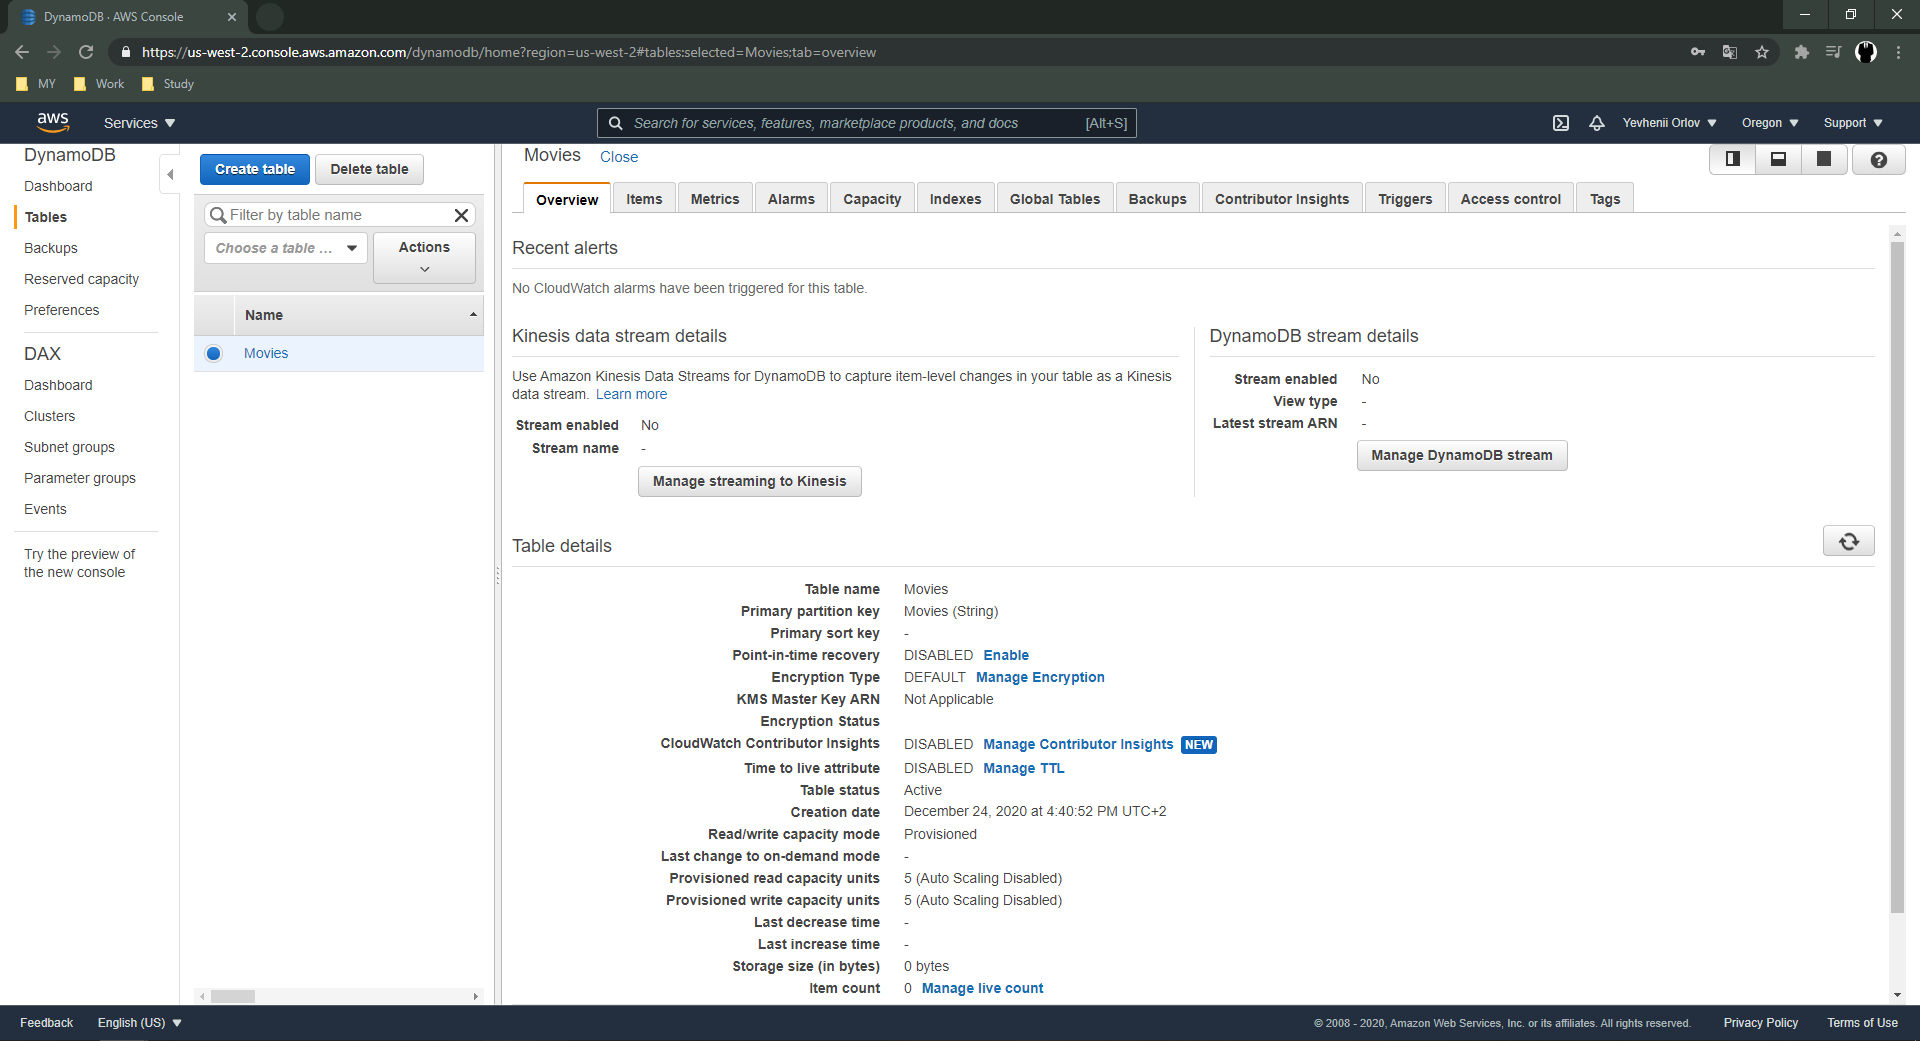 DynamoDB · AWS Console
https://us-west-2.console.aws.amazon.com/dynamodb/home?region=us-west-2#tables:selected=Movies;tab=overview
MY Work Study
aws Services Search for services, features, marketplace products, and docs [Alt+S] Yevhenii Orlov Oregon Support
DynamoDB
Dashboard
Tables
Backups
Reserved capacity
Preferences
DAX
Dashboard
Clusters
Subnet groups
Parameter groups
Events
Try the preview of
the new console
Create table Delete table
Filter by table name
Choose a table ... Actions
Name
Movies
Movies Close
Overview Items Metrics Alarms Capacity Indexes Global Tables Backups Contributor Insights Triggers Access control Tags
Recent alerts
No CloudWatch alarms have been triggered for this table.
Kinesis data stream details
Use Amazon Kinesis Data Streams for DynamoDB to capture item-level changes in your table as a Kinesis
data stream. Learn more
Stream enabled No
Stream name -
Manage streaming to Kinesis
DynamoDB stream details
Stream enabled No
View type -
Latest stream ARN -
Manage DynamoDB stream
Table details
Table name Movies
Primary partition key Movies (String)
Primary sort key -
Point-in-time recovery DISABLED Enable
Encryption Type DEFAULT Manage Encryption
KMS Master Key ARN Not Applicable
Encryption Status
CloudWatch Contributor Insights DISABLED Manage Contributor Insights NEW
Time to live attribute DISABLED Manage TTL
Table status Active
Creation date December 24, 2020 at 4:40:52 PM UTC+2
Read/write capacity mode Provisioned
Last change to on-demand mode -
Provisioned read capacity units 5 (Auto Scaling Disabled)
Provisioned write capacity units 5 (Auto Scaling Disabled)
Last decrease time -
Last increase time -
Storage size (in bytes) 0 bytes
Item count 0 Manage live count
Feedback English (US) © 2008 - 2020, Amazon Web Services, Inc. or its affiliates. All rights reserved. Privacy Policy Terms of Use